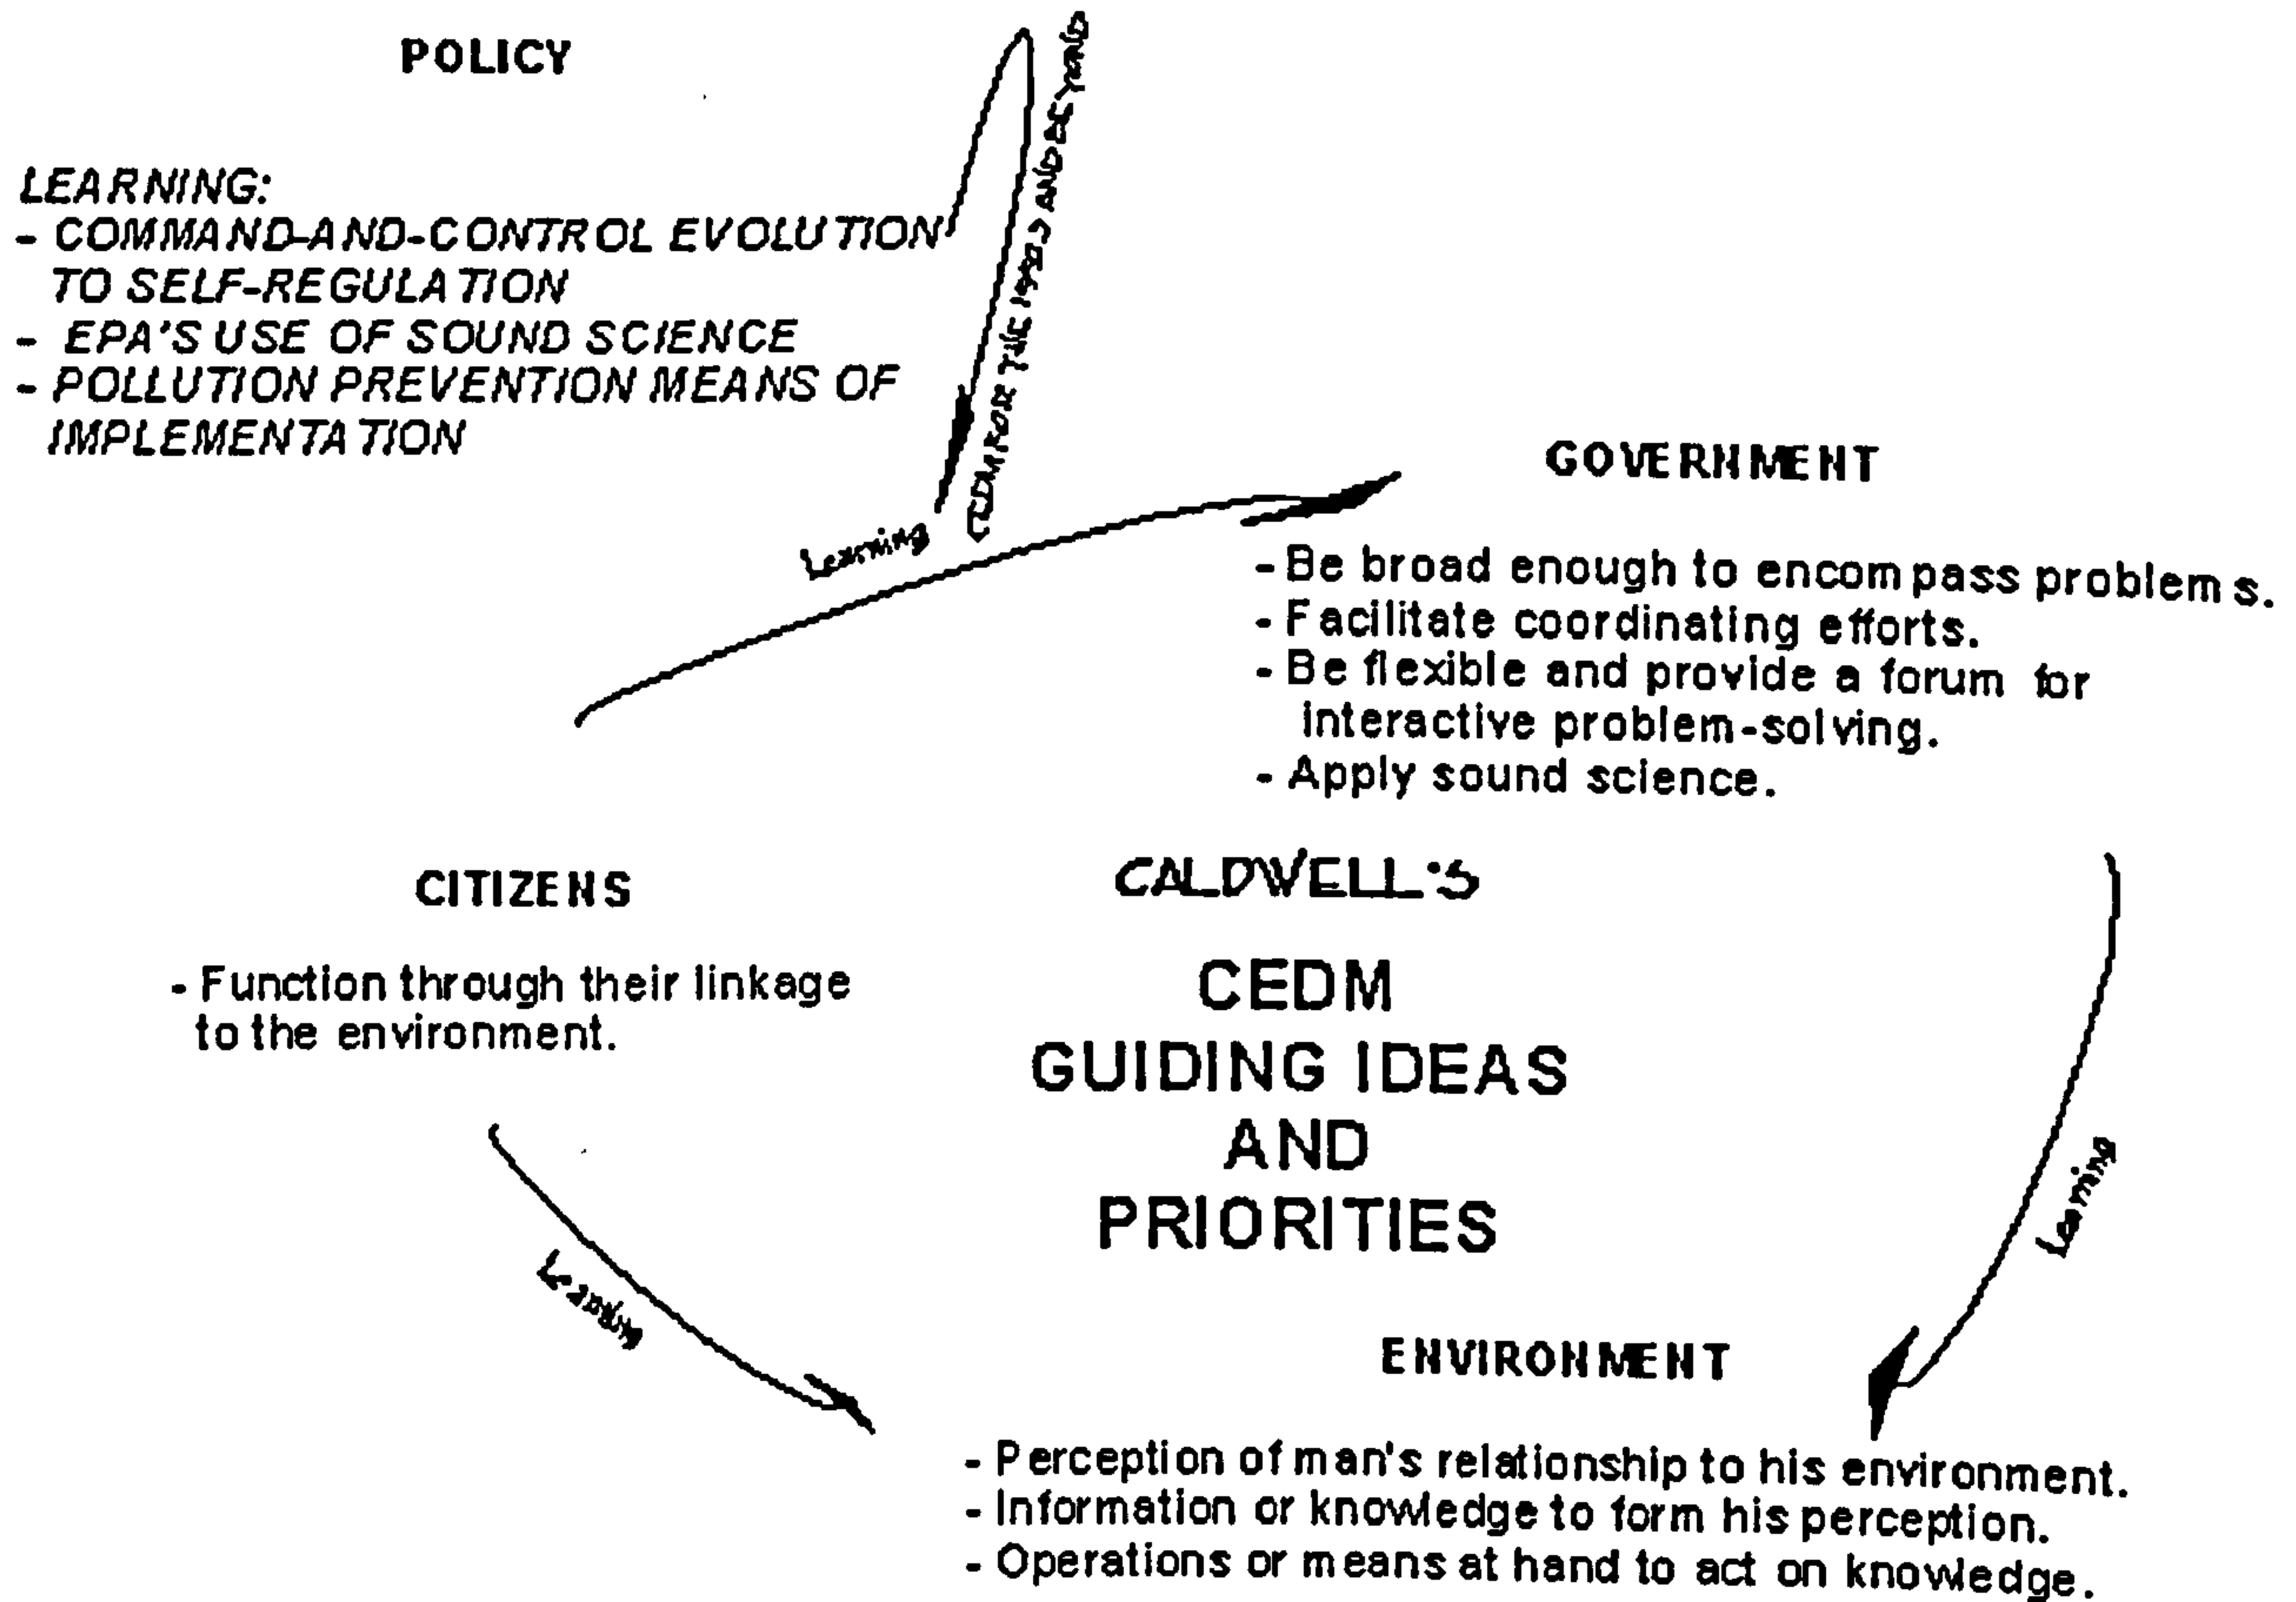 POLICY
LEARNING:
- COMMAND-AND-CONTROL EVOLUTION
TO SELF-REGULATION
- EPA'S USE OF SOUND SCIENCE
- POLLUTION PREVENTION MEANS OF
IMPLEMENTATION
AND BEYOND
Learning
GOVERNMENT
- Be broad enough to encompass problems.
- Facilitate coordinating efforts.
- Be flexible and provide a forum for
interactive problem-solving.
- Apply sound science.
CITIZENS
- Function through their linkage
to the environment.
CALDWELL'S
CEDM
GUIDING IDEAS
AND
PRIORITIES
Learning
Learning
ENVIRONMENT
- Perception of man's relationship to his environment.
- Information or knowledge to form his perception.
- Operations or means at hand to act on knowledge.